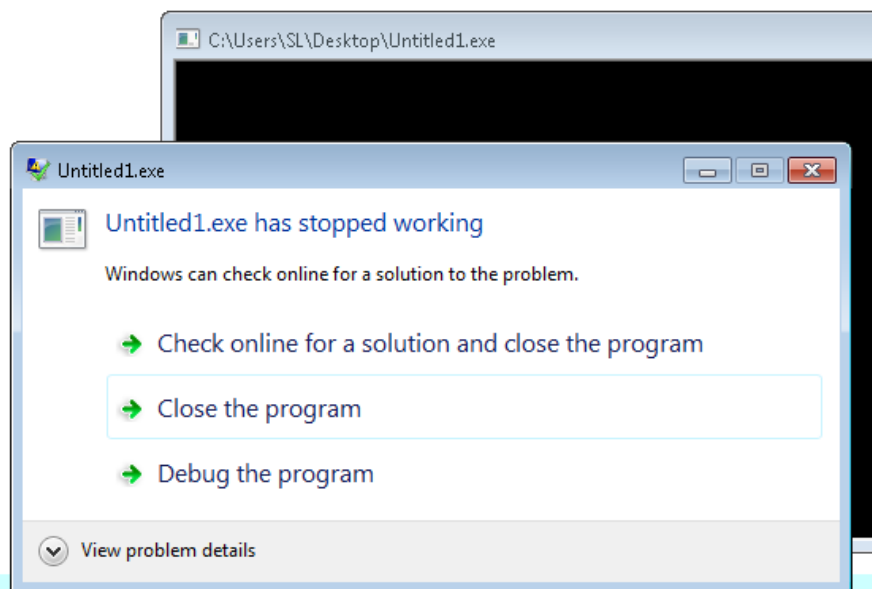 C:\Users\SL\Desktop\Untitled1.exe
Untitled1.exe
Untitled1.exe has stopped working
Windows can check online for a solution to the problem.
Check online for a solution and close the program
Close the program
Debug the program
View problem details